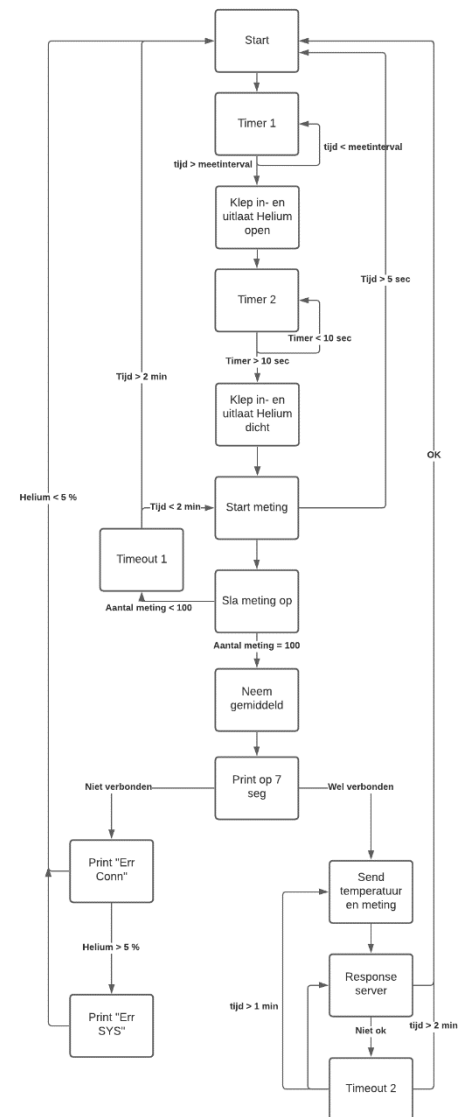 Start
Timer 1
tijd < meetinterval
tijd > meetinterval
Klep in- en
uitlaat Helium
open
Timer 2
Tijd > 5 sec
Timer < 10 sec
Timer > 10 sec
Tijd > 2 min
Klep in- en
uitlaat Helium
dicht
OK
Helium < 5 %
Tijd < 2 min
Start meting
Timeout 1
Sla meting op
Aantal meting < 100
Aantal meting = 100
Neem
gemiddeld
Print op 7
seg
Niet verbonden
Wel verbonden
Print "Err
Conn"
Send
temperatuur
en meting
Helium > 5 %
Response
server
tijd > 1 min
Print "Err
SYS"
Niet ok
tijd > 2 min
Timeout 2